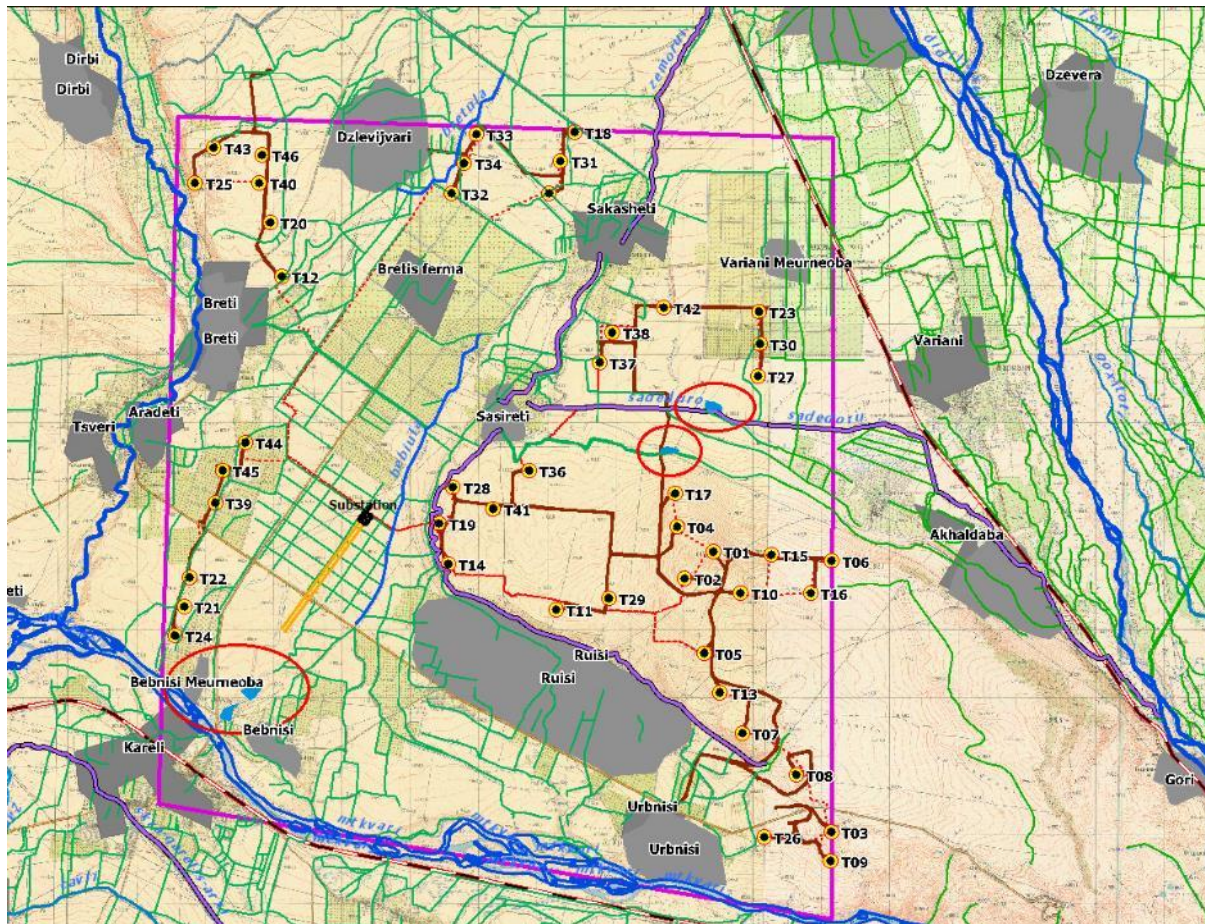 Dirbi
Dirbi
Dzevera
zemo
Dzlevijvari
T33
T18
T43
T46
T34
T31
T25
T40
T32
Sakasheti
T20
Bretis ferma
Variani Meurneoba
T12
Breti
Breti
T42
T23
T38
T30
Variani
T37
T27
Aradeti
Tsveri
Sasireti
T44
T45
T36
T28
T39
Substation
T41
T17
T19
T04
Akhaldaba
T01
T15
T06
T14
T22
T02
T10
T16
T21
T29
T11
T24
Ruisi
T05
Ruisi
Bebnisi Meurneoba
T13
Bebnisi
T07
Kareli
T08
Gori
Urbnisi
mtkvari
T03
T26
Urbnisi
T09
mtkvari